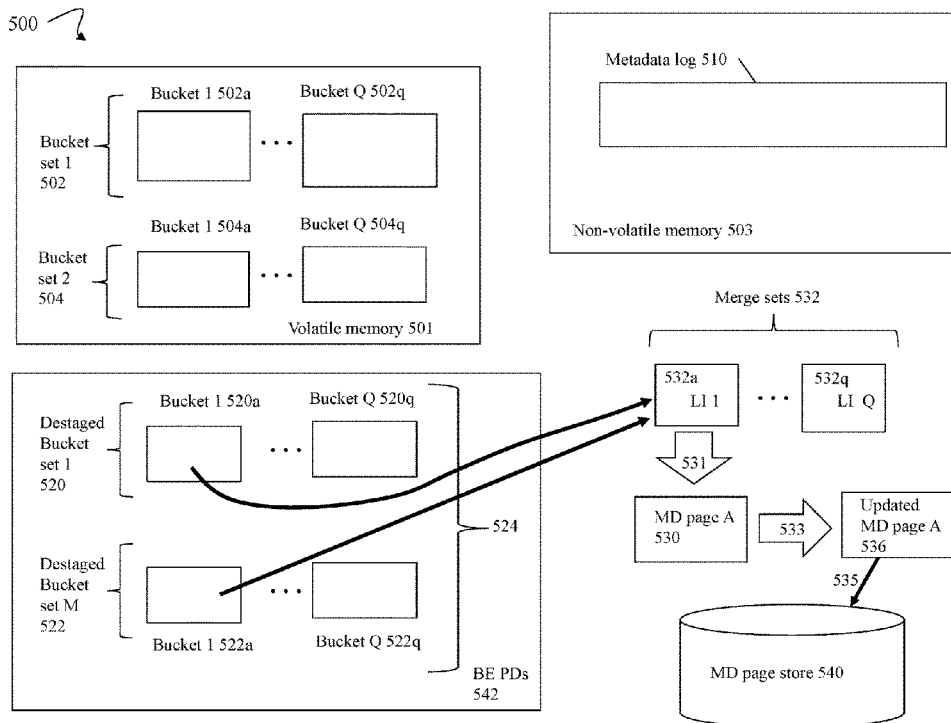 500
Bucket 1 502a
Bucket Q 502q
Bucket
set 1
502
Bucket 1 504a
Bucket Q 504q
Bucket
set 2
504
Volatile memory 501
Metadata log 510
Non-volatile memory 503
Merge sets 532
532a
LI 1
532q
LI Q
531
MD page A
530
533
Updated
MD page A
536
535
MD page store 540
Bucket 1 520a
Bucket Q 520q
Destaged
Bucket
set 1
520
524
Destaged
Bucket
set M
522
Bucket 1 522a
Bucket Q 522q
BE PDs
542